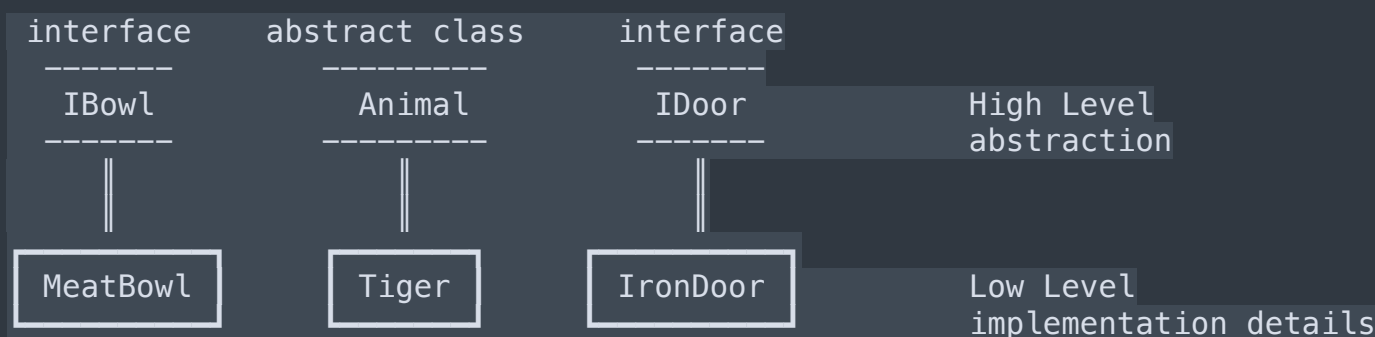 interface abstract class interface
IBowl Animal IDoor High Level
abstraction
MeatBowl Tiger IronDoor Low Level
implementation details